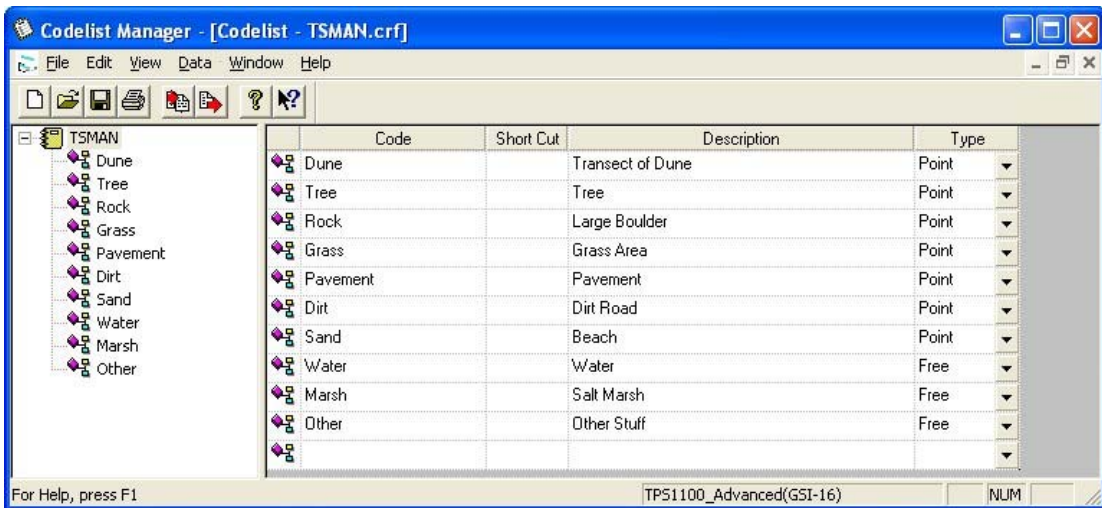 Codelist Manager - [Codelist - TSMAN.crf]
File Edit View Data Window Help
TSMAN
Dune
Tree
Rock
Grass
Pavement
Dirt
Sand
Water
Marsh
Other
Code Short Cut Description Type
Dune Transect of Dune Point
Tree Tree Point
Rock Large Boulder Point
Grass Grass Area Point
Pavement Pavement Point
Dirt Dirt Road Point
Sand Beach Point
Water Water Free
Marsh Salt Marsh Free
Other Other Stuff Free
For Help, press F1 TPS1100_Advanced(GSI-16) NUM